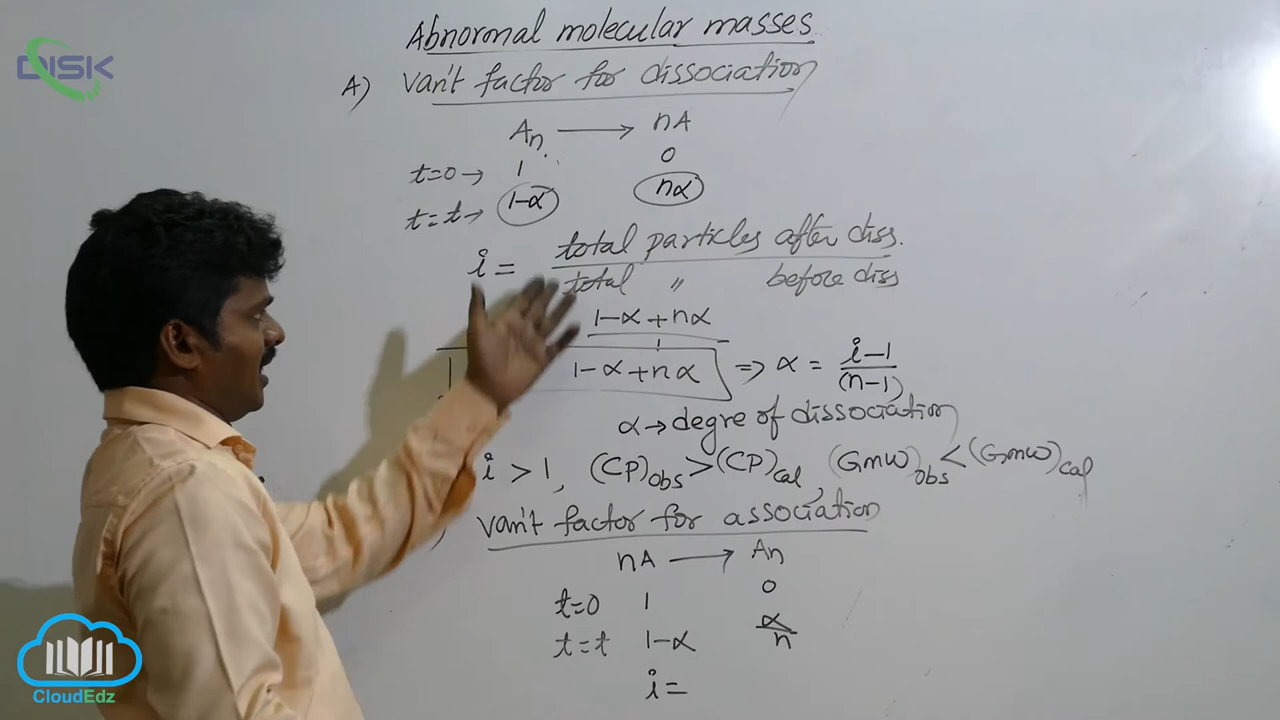 DISK
Abnormal molecular masses
A) Van't factor for dissociation
An → nA
t=0 → 1 0
t=t → 1-α nα
i = total particles after diss.
total " before diss
1-α+nα
1
1-α+nα ⇒ α = i-1
(n-1)
α → degre of dissociation
i > 1, (CP)obs > (CP)cal, (GMW)obs < (GMW)cal
) Van't factor for association
nA → An
t=0 1 0
t=t 1-α α/n
i =
CloudEdz